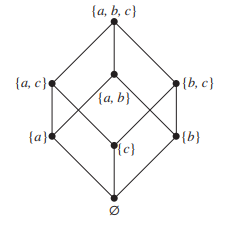 {a, b, c}
{a, c}
{b, c}
{a, b}
{a}
{c}
{b}
∅